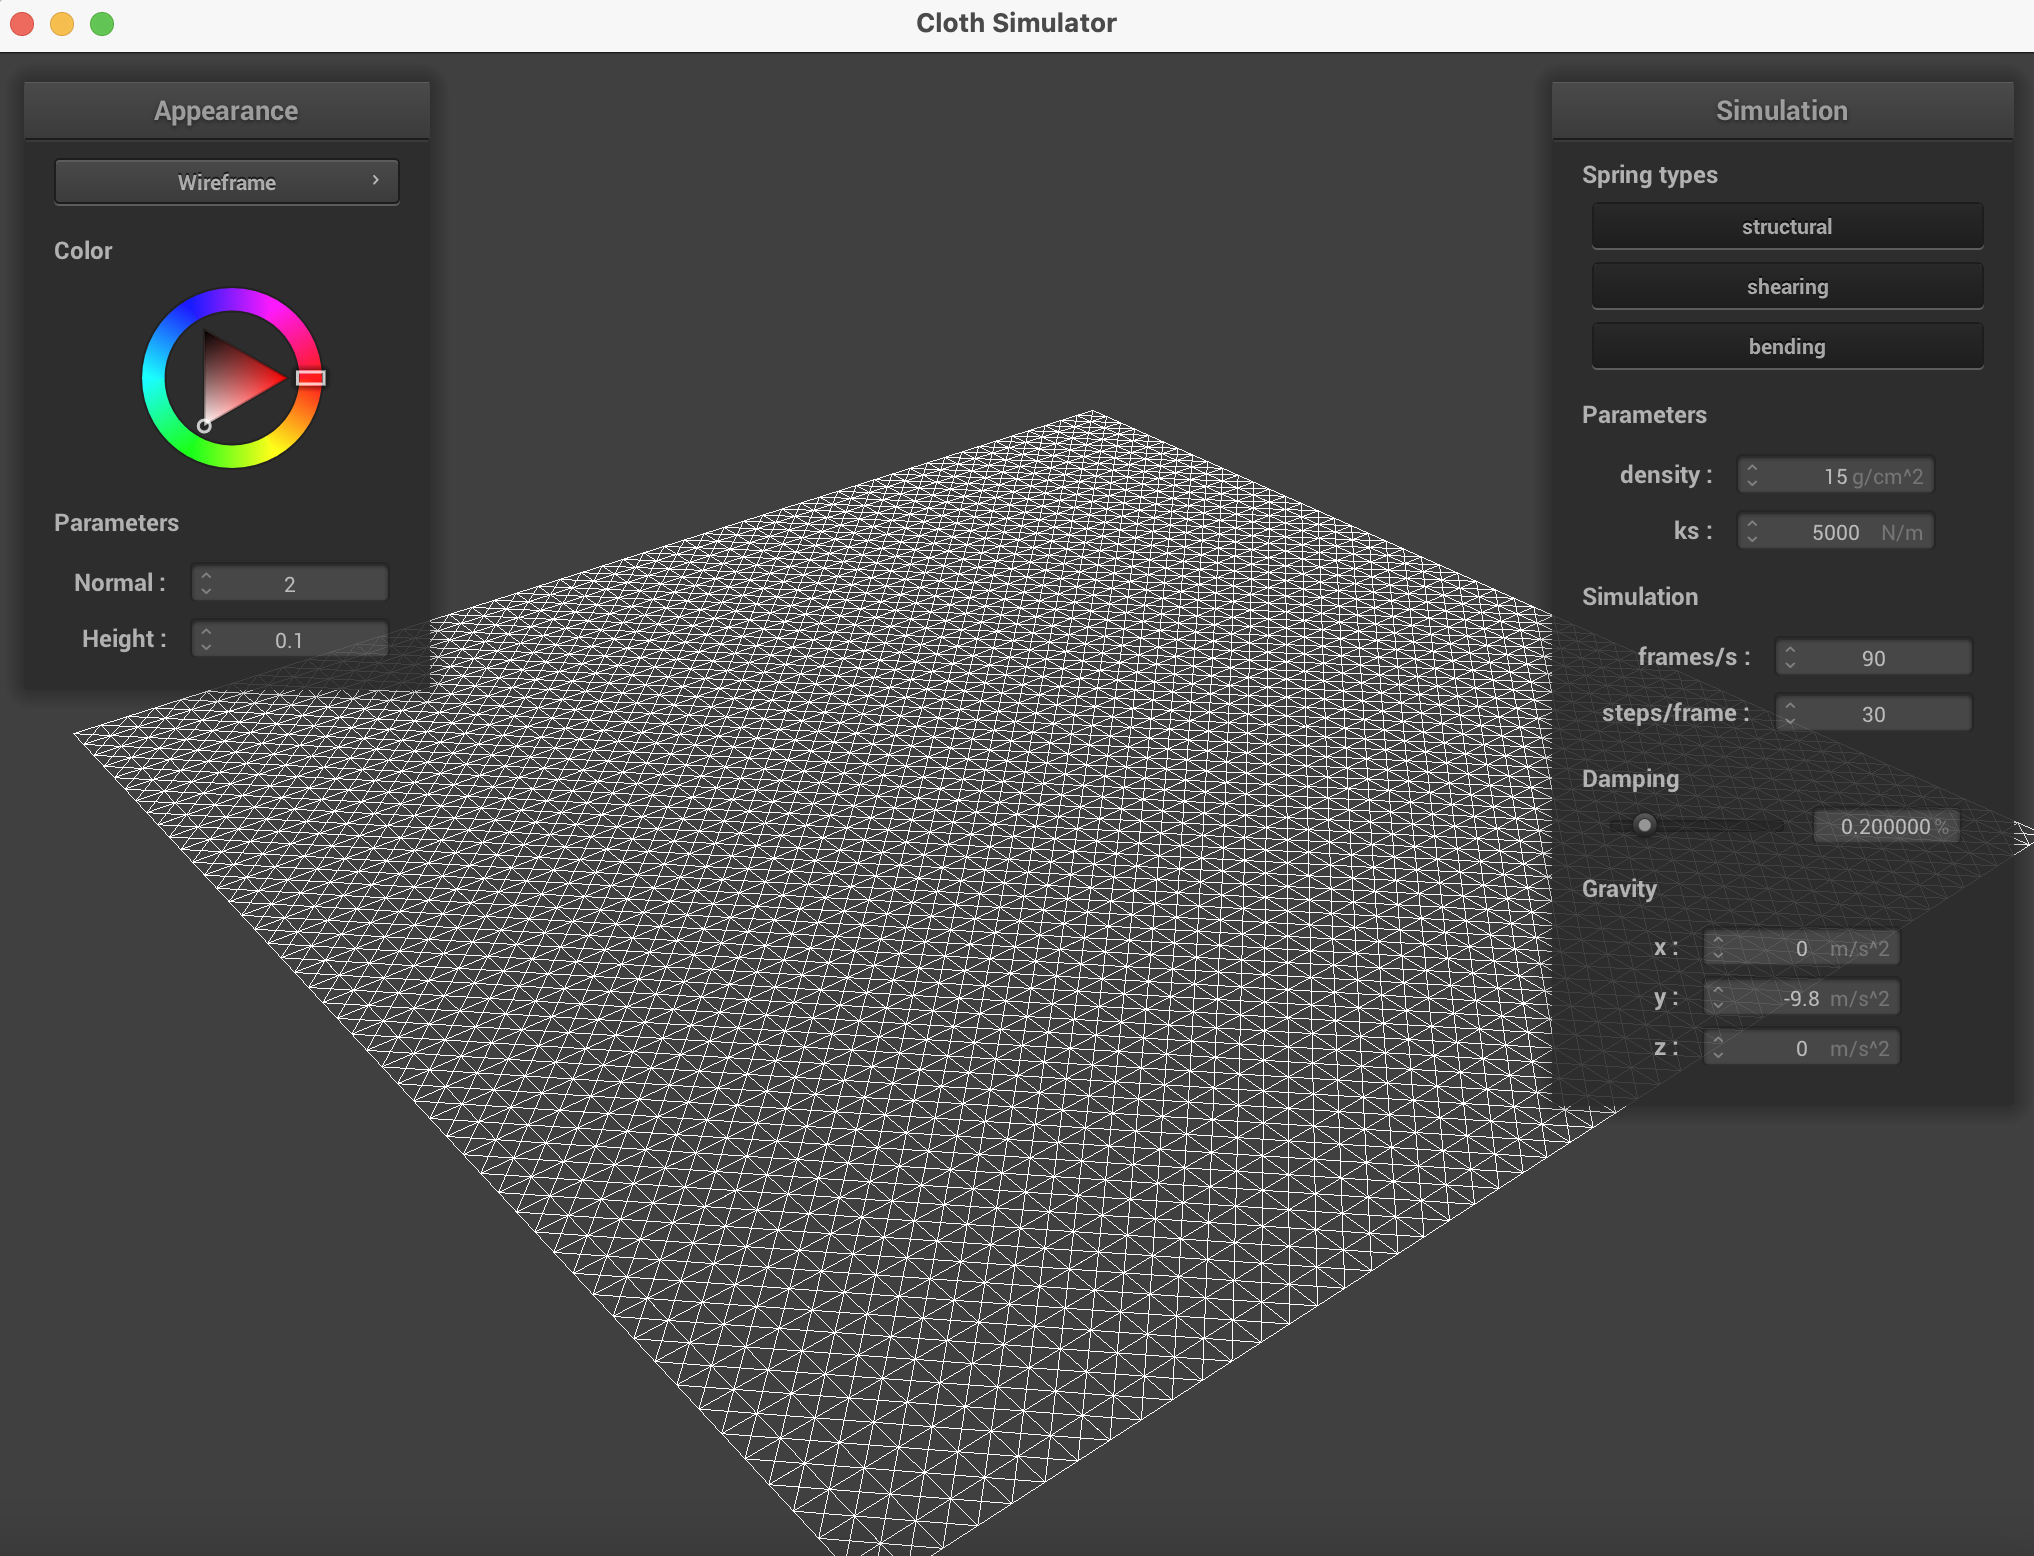 Cloth Simulator
Appearance
Wireframe
Color
Parameters
Normal : 2
Height : 0.1
Simulation
Spring types
structural
shearing
bending
Parameters
density : 15 g/cm^2
ks : 5000 N/m
Simulation
frames/s : 90
steps/frame : 30
Damping
0.200000 %
Gravity
x : 0 m/s^2
y : -9.8 m/s^2
z : 0 m/s^2